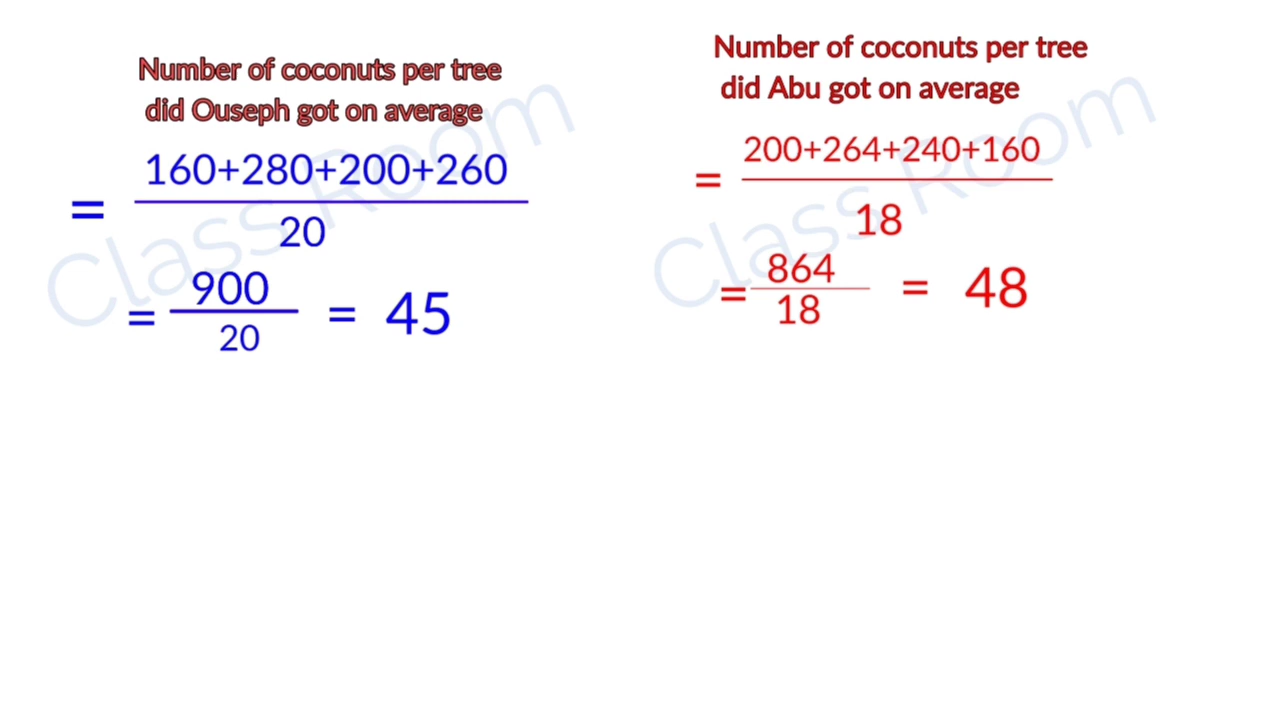 Number of coconuts per tree
did Ouseph got on average
= 160+280+200+260
20
= 900
20
= 45
Number of coconuts per tree
did Abu got on average
= 200+264+240+160
18
= 864
18
= 48
Class Room
Class Room